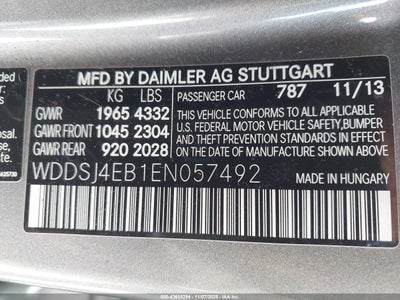 MFD BY DAIMLER AG STUTTGART
KG LBS
GVWR 1965 4332
GAWR FRONT 1045 2304
GAWR REAR 920 2028
PASSENGER CAR 787 11/13
THIS VEHICLE CONFORMS TO ALL APPLICABLE
U.S. FEDERAL MOTOR VEHICLE SAFETY, BUMPER
AND THEFT PREVENTION STANDARDS IN EFFECT
ON THE DATE OF MANUFACTURE SHOWN ABOVE.
WDDSJ4EB1EN057492
MADE IN HUNGARY